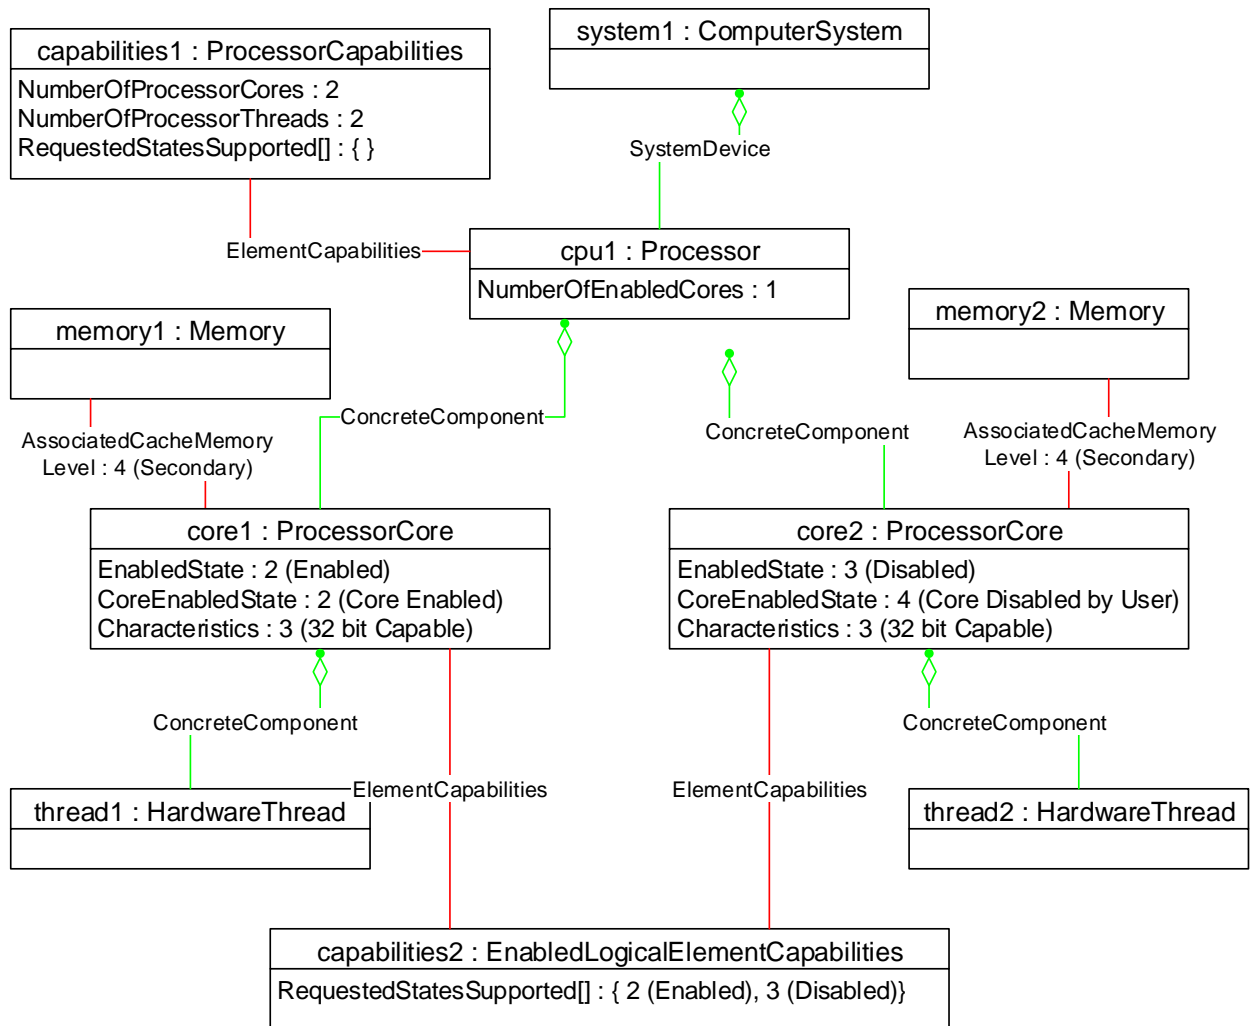 system1 : ComputerSystem
capabilities1 : ProcessorCapabilities
NumberOfProcessorCores : 2
NumberOfProcessorThreads : 2
RequestedStatesSupported[] : { }
SystemDevice
ElementCapabilities
cpu1 : Processor
NumberOfEnabledCores : 1
memory1 : Memory
memory2 : Memory
ConcreteComponent
ConcreteComponent
AssociatedCacheMemory
Level : 4 (Secondary)
AssociatedCacheMemory
Level : 4 (Secondary)
core1 : ProcessorCore
EnabledState : 2 (Enabled)
CoreEnabledState : 2 (Core Enabled)
Characteristics : 3 (32 bit Capable)
core2 : ProcessorCore
EnabledState : 3 (Disabled)
CoreEnabledState : 4 (Core Disabled by User)
Characteristics : 3 (32 bit Capable)
ConcreteComponent
ConcreteComponent
ElementCapabilities
ElementCapabilities
thread1 : HardwareThread
thread2 : HardwareThread
capabilities2 : EnabledLogicalElementCapabilities
RequestedStatesSupported[] : { 2 (Enabled), 3 (Disabled)}